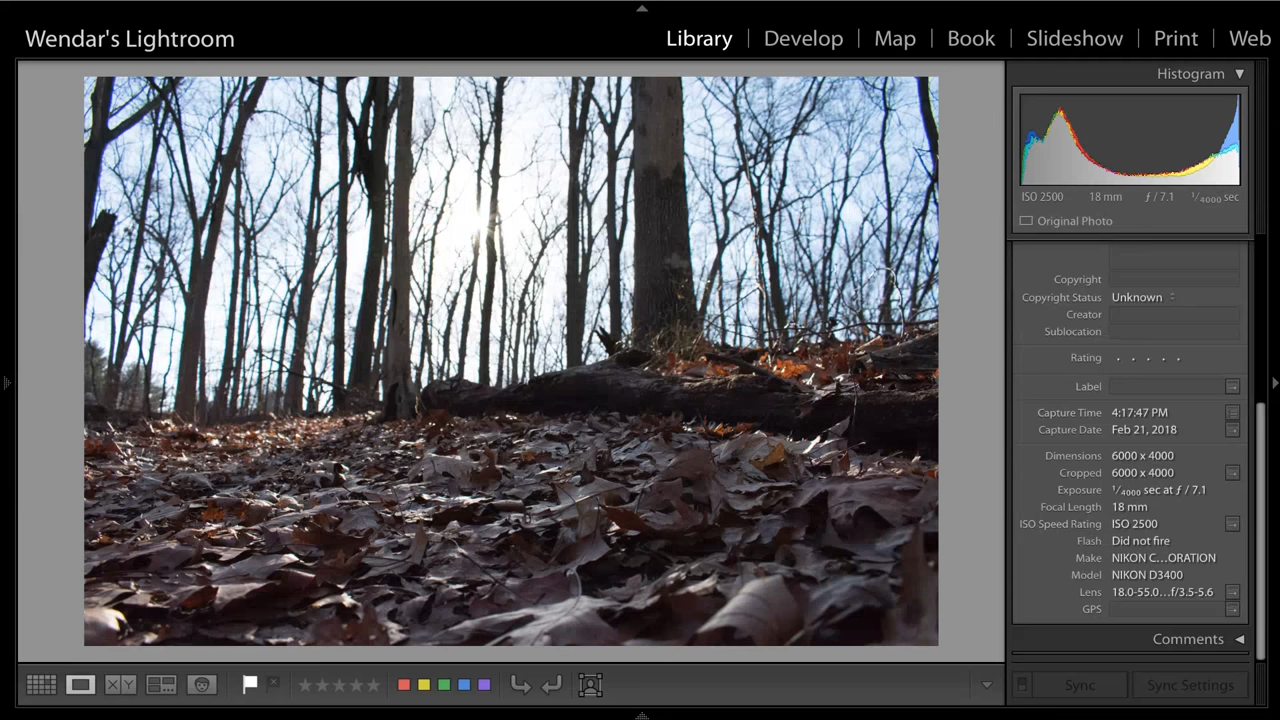 Wendar's Lightroom
Library | Develop | Map | Book | Slideshow | Print | Web
Histogram
ISO 2500 18 mm ƒ / 7.1 1/4000 sec
Original Photo
Copyright
Copyright Status Unknown
Creator
Sublocation
Rating . . . . .
Label
Capture Time 4:17:47 PM
Capture Date Feb 21, 2018
Dimensions 6000 x 4000
Cropped 6000 x 4000
Exposure 1/4000 sec at ƒ / 7.1
Focal Length 18 mm
ISO Speed Rating ISO 2500
Flash Did not fire
Make NIKON C...ORATION
Model NIKON D3400
Lens 18.0-55.0...f/3.5-5.6
GPS
Comments
X Y
Sync Sync Settings